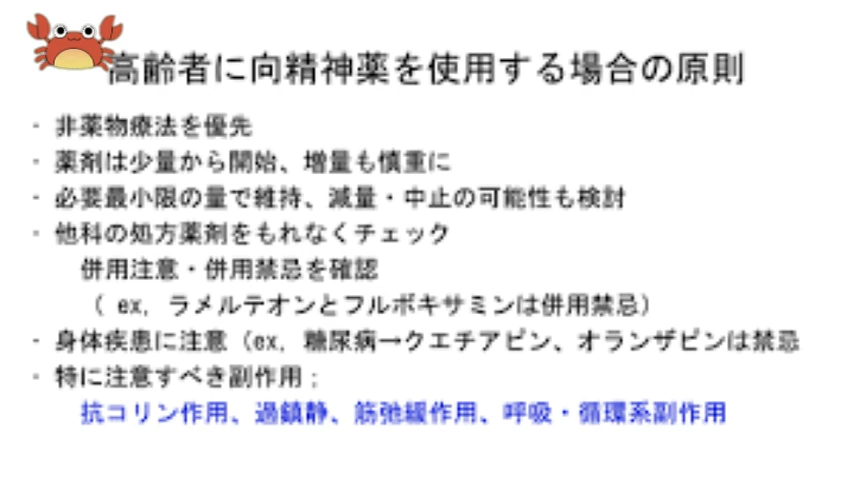 高齢者に向精神薬を使用する場合の原則
・ 非薬物療法を優先
・ 薬剤は少量から開始、増量も慎重に
・ 必要最小限の量で維持、減量・中止の可能性も検討
・ 他科の処方薬剤をもれなくチェック
併用注意・併用禁忌を確認
（ ex, ラメルテオンとフルボキサミンは併用禁忌）
・ 身体疾患に注意（ex, 糖尿病→クエチアピン、オランザピンは禁忌
・ 特に注意すべき副作用：
抗コリン作用、過鎮静、筋弛緩作用、呼吸・循環系副作用